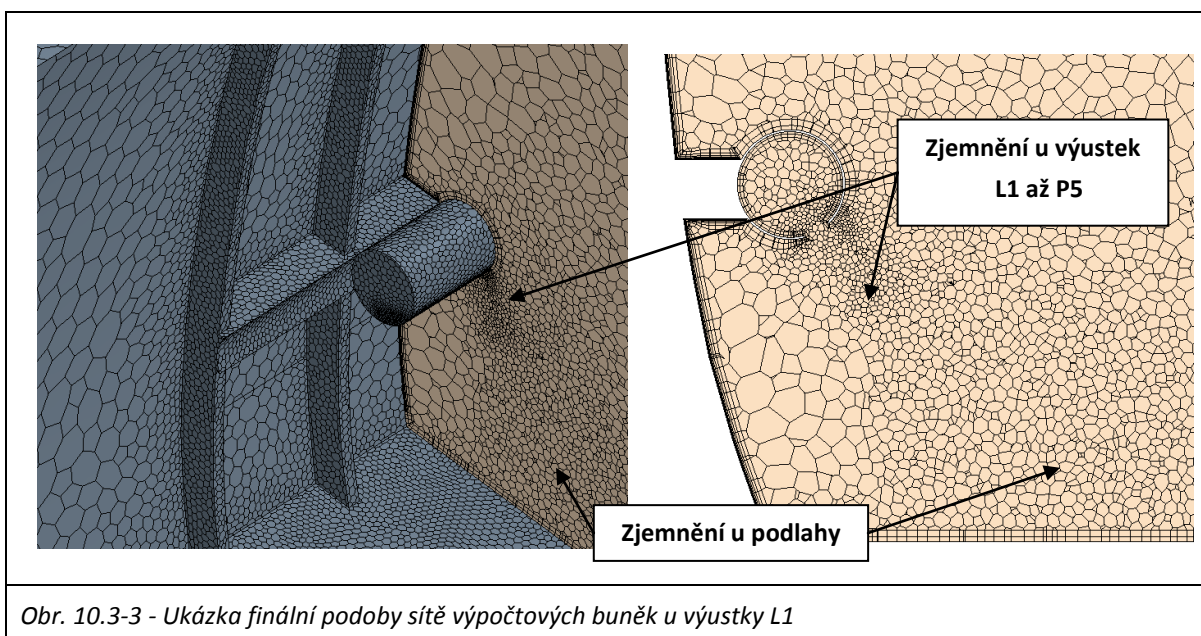 Zjemnění u výustek
L1 až P5
Zjemnění u podlahy
Obr. 10.3-3 - Ukázka finální podoby sítě výpočtových buněk u výustky L1